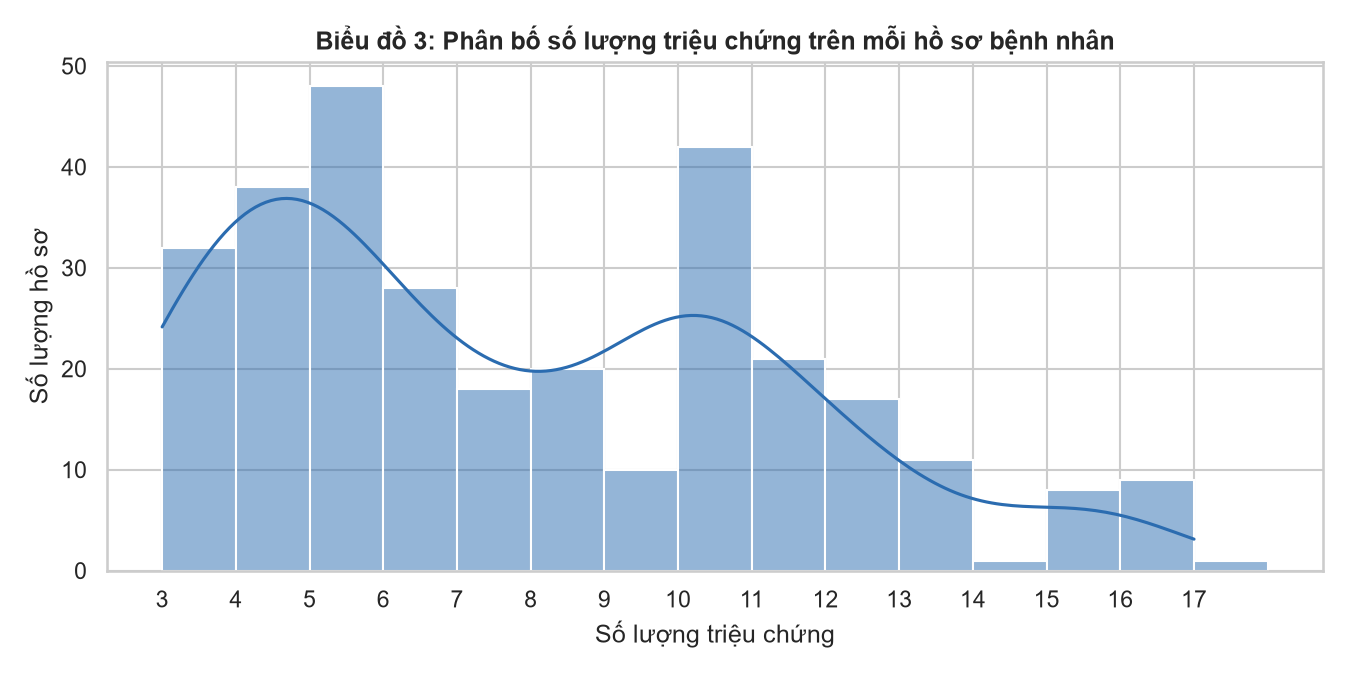 Biểu đồ 3: Phân bố số lượng triệu chứng trên mỗi hồ sơ bệnh nhân
50
40
30
20
10
0
Số lượng hồ sơ
3 4 5 6 7 8 9 10 11 12 13 14 15 16 17
Số lượng triệu chứng